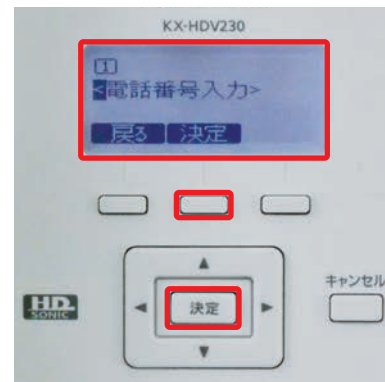 KX-HDV230
1
<電話番号入力>
戻る 決定
▲
キャンセル
HD
SONIC
◀ 決定 ▶
▼